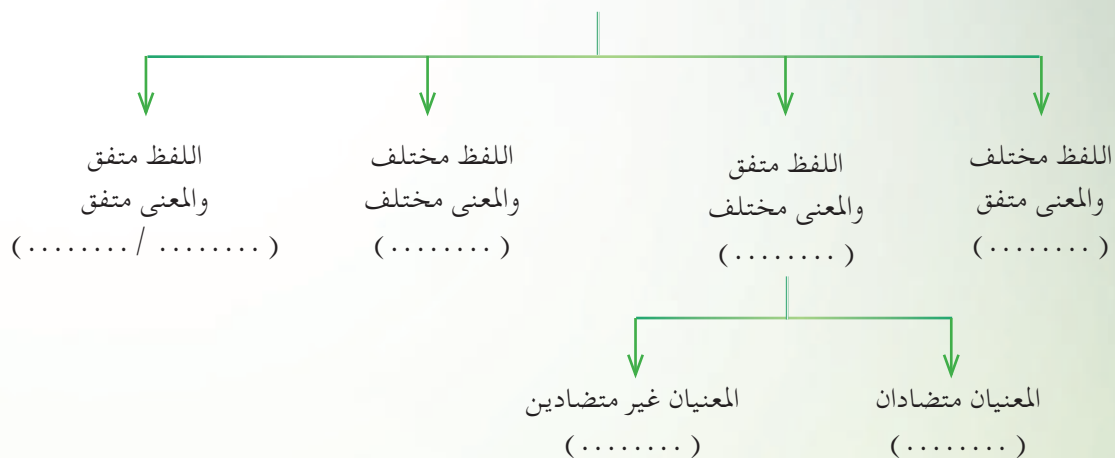 اللفظ مختلف
والمعنى متفق
( ........ )
اللفظ متفق
والمعنى مختلف
( ........ )
اللفظ مختلف
والمعنى مختلف
( ........ )
اللفظ متفق
والمعنى متفق
( ........ / ........ )
المعنيان متضادان
( ........ )
المعنيان غير متضادين
( ........ )